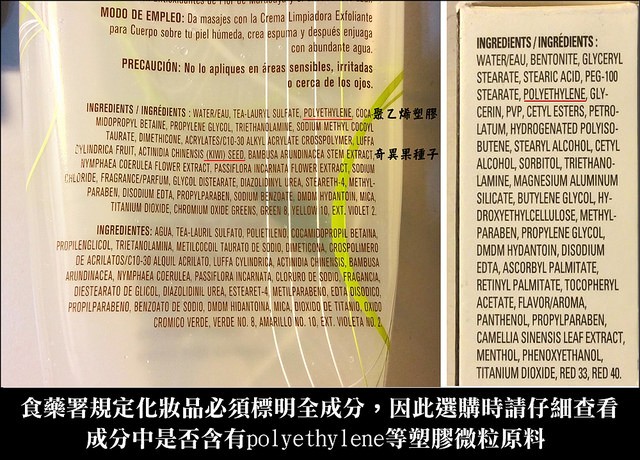 MODO DE EMPLEO: Da masajes con la Crema Limpiadora Exfoliante
para Cuerpo sobre tu piel húmeda, crea espuma y después enjuaga
con abundante agua.
PRECAUCIÓN: No lo apliques en áreas sensibles, irritadas
o cerca de los ojos.
INGREDIENTS / INGRÉDIENTS : WATER/EAU, TEA-LAURYL SULFATE, POLYETHYLENE, COCA
MIDOPROPYL BETAINE, PROPYLENE GLYCOL, TRIETHANOLAMINE, SODIUM METHYL COCOYL
TAURATE, DIMETHICONE, ACRYLATES/C10-30 ALKYL ACRYLATE CROSSPOLYMER, LUFFA
CYLINDRICA FRUIT, ACTINIDIA CHINENSIS (KIWI) SEED, BAMBUSA ARUNDINACEA STEM EXTRACT,
NYMPHAEA COERULEA FLOWER EXTRACT, PASSIFLORA INCARNATA FLOWER EXTRACT, SODIUM
CHLORIDE, FRAGRANCE/PARFUM, GLYCOL DISTEARATE, DIAZOLIDINYL UREA, STEARETH-4, METHYL-
PARABEN, DISODIUM EDTA, PROPYLPARABEN, SODIUM BENZOATE, DMDM HYDANTOIN, MICA,
TITANIUM DIOXIDE, CHROMIUM OXIDE GREENS, GREEN 8, YELLOW 10, EXT. VIOLET 2.
聚乙烯塑膠
奇異果種子
INGREDIENTES: AGUA, TEA-LAURIL SULFATO, POLIETILENO, COCAMIDOPROPIL BETAINA,
PROPILENGLICOL, TRIETANOLAMINA, METILCOCOIL TAURATO DE SODIO, DIMETICONA, CROSPOLIMERO
DE ACRILATOS/C10-30 ALQUIL ACRILATO, LUFFA CYLINDRICA, ACTINIDIA CHINENSIS, BAMBUSA
ARUNDINACEA, NYMPHAEA COERULEA, PASSIFLORA INCARNATA, CLORURO DE SODIO, FRAGANCIA,
DIESTEARATO DE GLICOL, DIAZOLIDINIL UREA, ESTEARET-4, METILPARABENO, EDTA DISODICO,
PROPILPARABENO, BENZOATO DE SODIO, DMDM HIDANTOINA, MICA, DIOXIDO DE TITANIO, OXIDO
CROMICO VERDE, VERDE NO. 8, AMARILLO NO. 10, EXT. VIOLETA NO. 2.
INGREDIENTS / INGRÉDIENTS :
WATER/EAU, BENTONITE, GLYCERYL
STEARATE, STEARIC ACID, PEG-100
STEARATE, POLYETHYLENE, GLY-
CERIN, PVP, CETYL ESTERS, PETRO-
LATUM, HYDROGENATED POLYISO-
BUTENE, STEARYL ALCOHOL, CETYL
ALCOHOL, SORBITOL, TRIETHANO-
LAMINE, MAGNESIUM ALUMINUM
SILICATE, BUTYLENE GLYCOL, HY-
DROXYETHYLCELLULOSE, METHYL-
PARABEN, PROPYLENE GLYCOL,
DMDM HYDANTOIN, DISODIUM
EDTA, ASCORBYL PALMITATE,
RETINYL PALMITATE, TOCOPHERYL
ACETATE, FLAVOR/AROMA,
PANTHENOL, PROPYLPARABEN,
CAMELLIA SINENSIS LEAF EXTRACT,
MENTHOL, PHENOXYETHANOL,
TITANIUM DIOXIDE, RED 33, RED 40.
食藥署規定化妝品必須標明全成分，因此選購時請仔細查看
成分中是否含有polyethylene等塑膠微粒原料